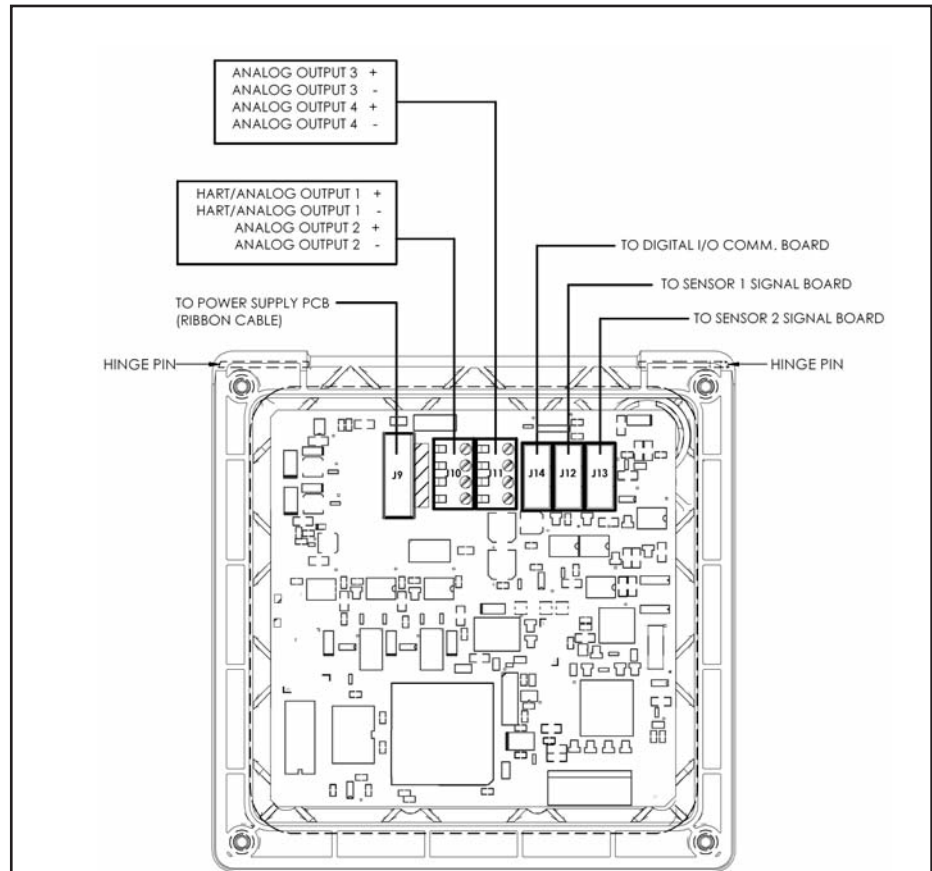 ANALOG OUTPUT 3 +
ANALOG OUTPUT 3 -
ANALOG OUTPUT 4 +
ANALOG OUTPUT 4 -
HART/ANALOG OUTPUT 1 +
HART/ANALOG OUTPUT 1 -
ANALOG OUTPUT 2 +
ANALOG OUTPUT 2 -
TO DIGITAL I/O COMM. BOARD
TO SENSOR 1 SIGNAL BOARD
TO POWER SUPPLY PCB
(RIBBON CABLE)
TO SENSOR 2 SIGNAL BOARD
HINGE PIN
HINGE PIN
J9
J10
J11
J14
J12
J13